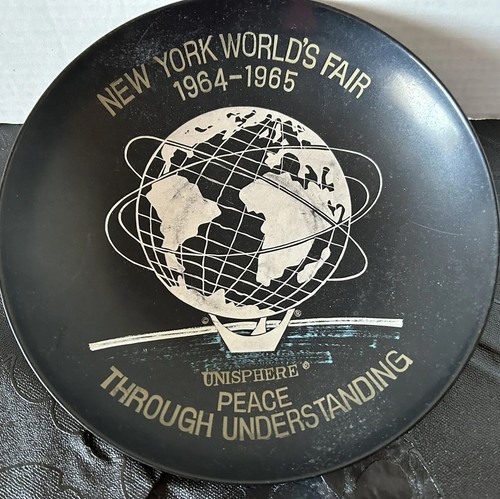 NEW YORK WORLD'S FAIR
1964-1965
® ®
UNISPHERE ®
PEACE
THROUGH UNDERSTANDING